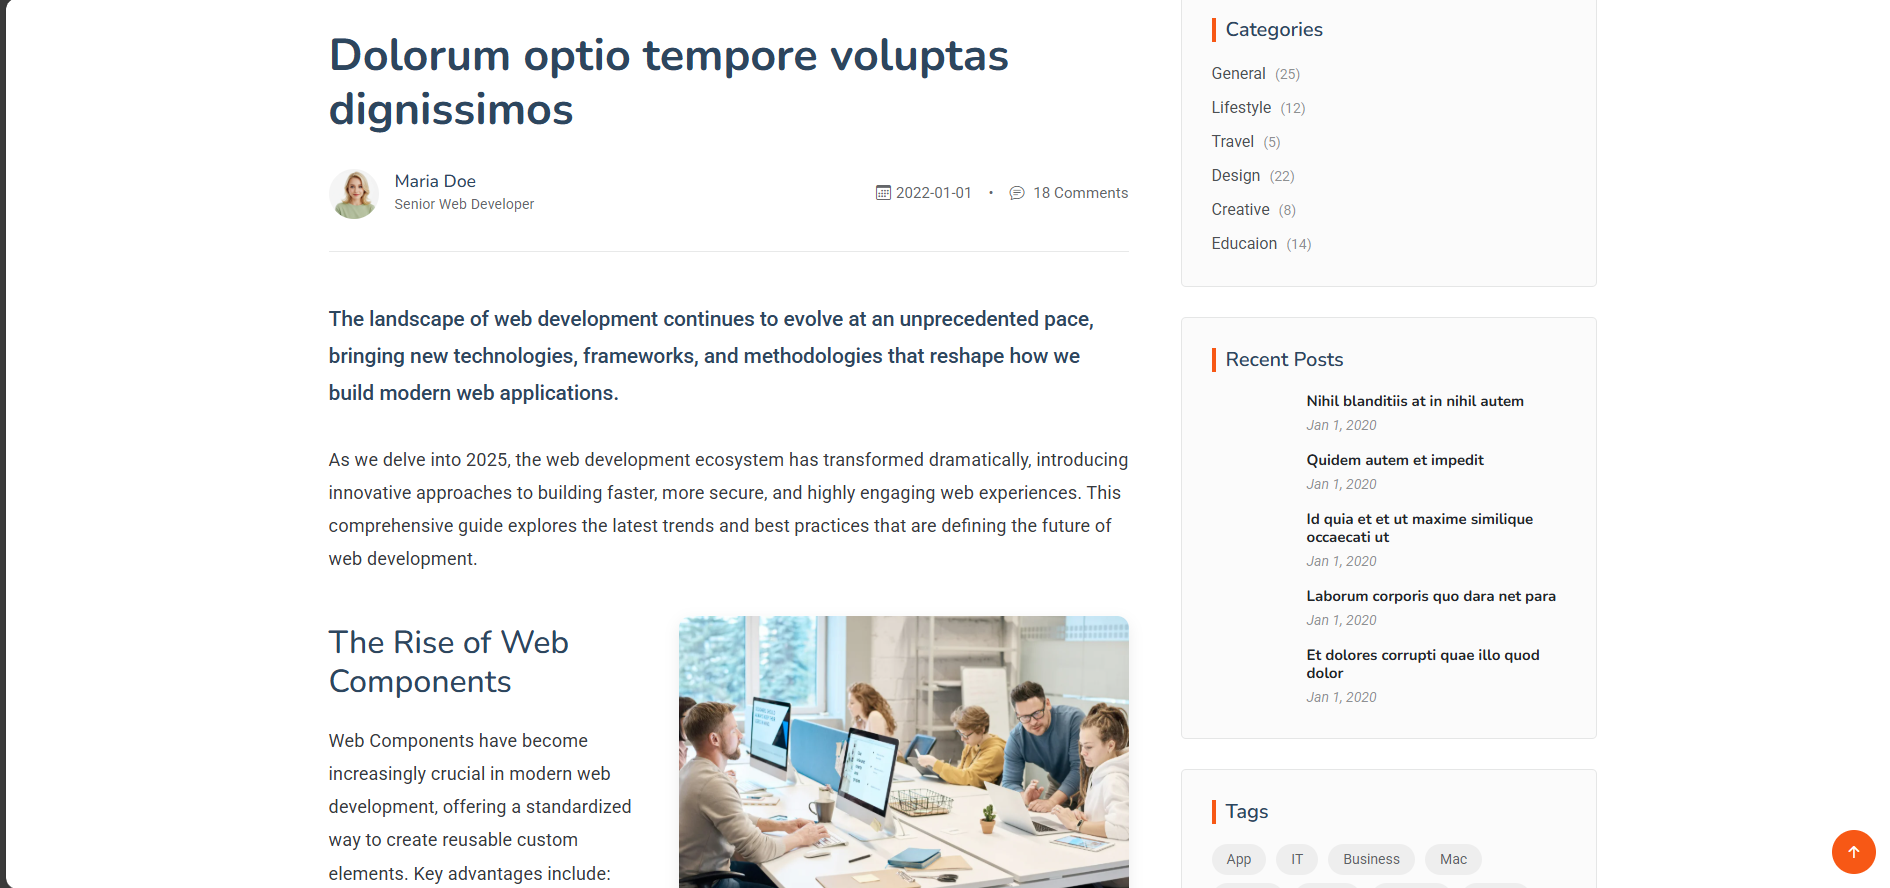 Dolorum optio tempore voluptas
dignissimos
Maria Doe
Senior Web Developer
2022-01-01 • 18 Comments
The landscape of web development continues to evolve at an unprecedented pace,
bringing new technologies, frameworks, and methodologies that reshape how we
build modern web applications.
As we delve into 2025, the web development ecosystem has transformed dramatically, introducing
innovative approaches to building faster, more secure, and highly engaging web experiences. This
comprehensive guide explores the latest trends and best practices that are defining the future of
web development.
The Rise of Web
Components
Web Components have become
increasingly crucial in modern web
development, offering a standardized
way to create reusable custom
elements. Key advantages include:
Categories
General (25)
Lifestyle (12)
Travel (5)
Design (22)
Creative (8)
Educaion (14)
Recent Posts
Nihil blanditiis at in nihil autem
Jan 1, 2020
Quidem autem et impedit
Jan 1, 2020
Id quia et et ut maxime similique
occaecati ut
Jan 1, 2020
Laborum corporis quo dara net para
Jan 1, 2020
Et dolores corrupti quae illo quod
dolor
Jan 1, 2020
Tags
App IT Business Mac